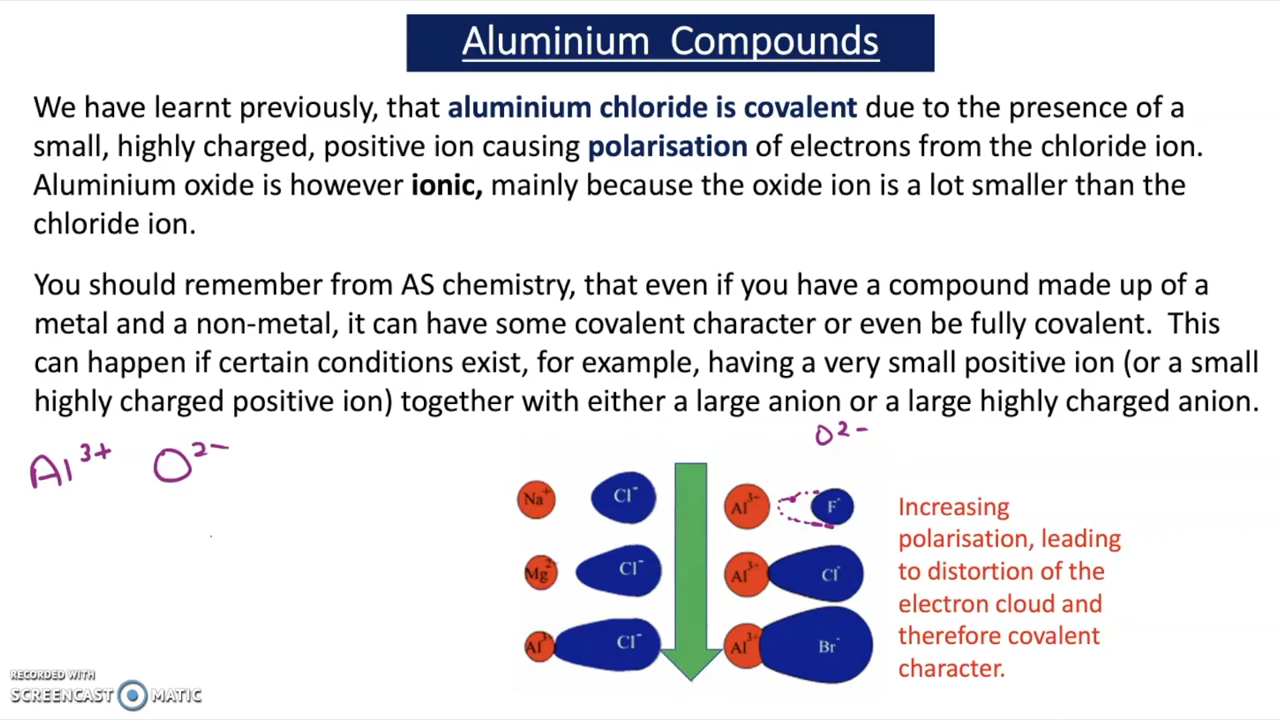 Aluminium Compounds
We have learnt previously, that aluminium chloride is covalent due to the presence of a
small, highly charged, positive ion causing polarisation of electrons from the chloride ion.
Aluminium oxide is however ionic, mainly because the oxide ion is a lot smaller than the
chloride ion.
You should remember from AS chemistry, that even if you have a compound made up of a
metal and a non-metal, it can have some covalent character or even be fully covalent. This
can happen if certain conditions exist, for example, having a very small positive ion (or a small
highly charged positive ion) together with either a large anion or a large highly charged anion.
Al³⁺ O²⁻
O²⁻
Na⁺ Cl⁻
Mg²⁺ Cl⁻
Al³⁺ Cl⁻
Al³⁺ F⁻
Al³⁺ Cl⁻
Al³⁺ Br⁻
Increasing
polarisation, leading
to distortion of the
electron cloud and
therefore covalent
character.
RECORDED WITH
SCREENCAST MATIC